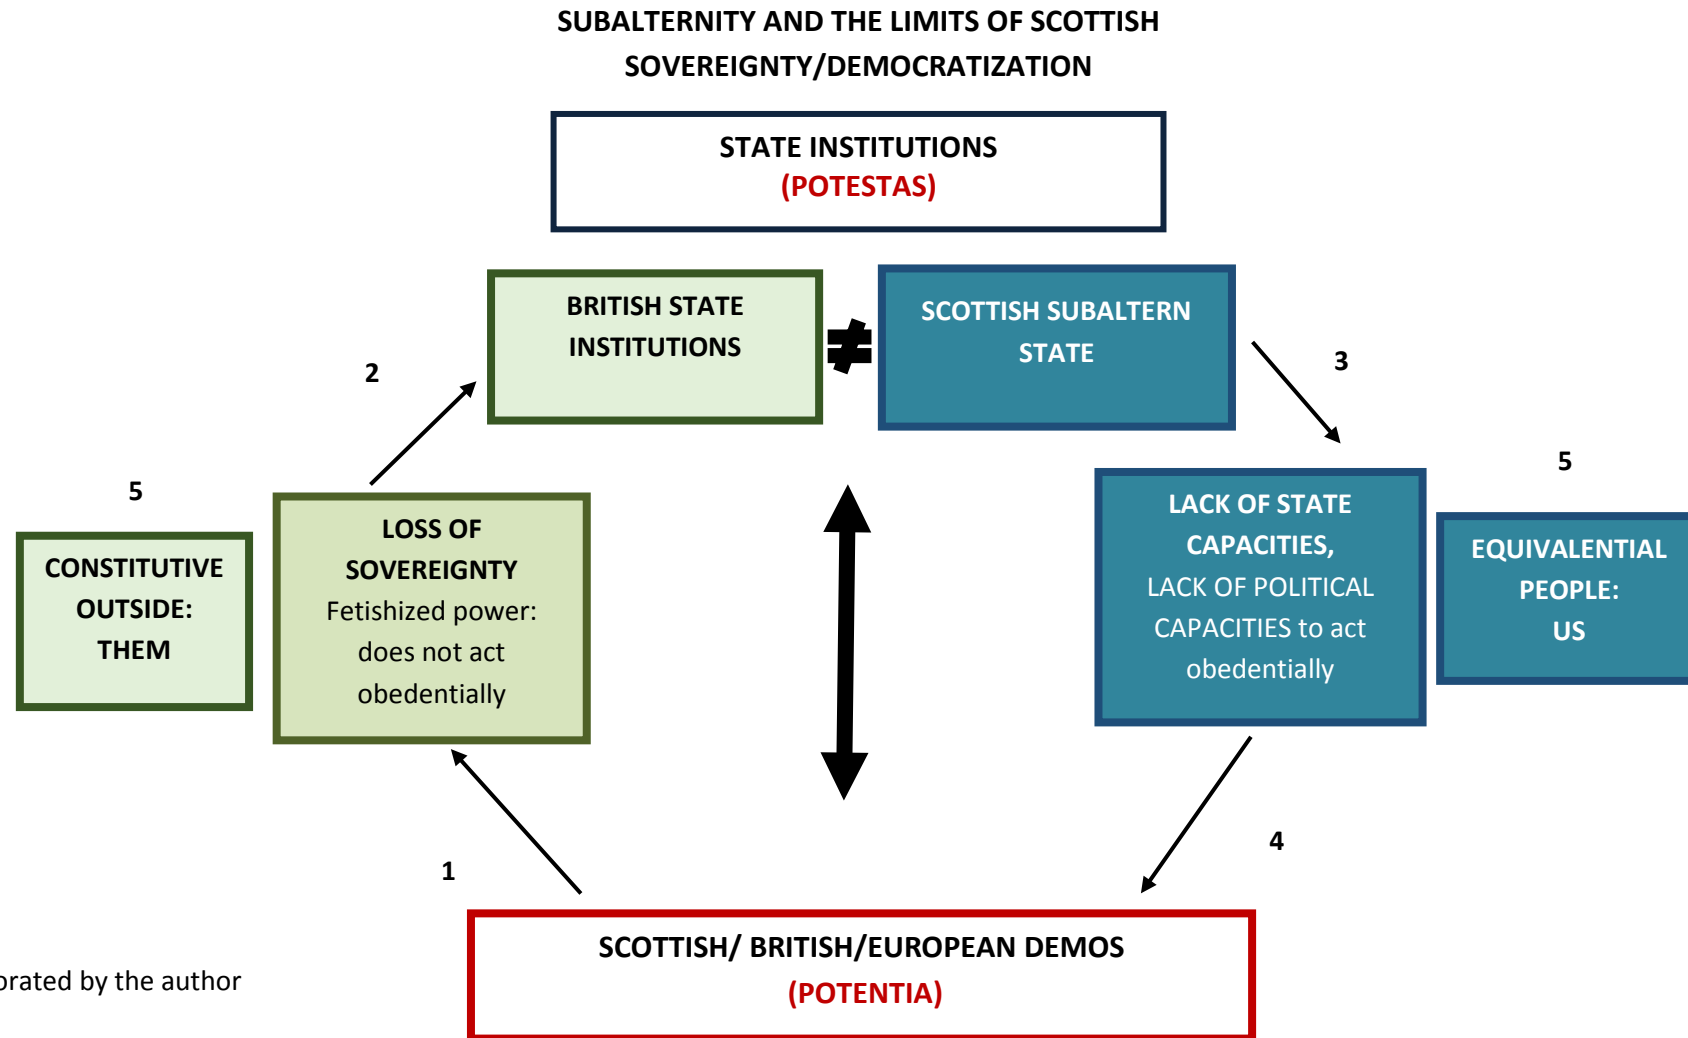 SUBALTERNITY AND THE LIMITS OF SCOTTISH
SOVEREIGNTY/DEMOCRATIZATION
STATE INSTITUTIONS
(POTESTAS)
BRITISH STATE
INSTITUTIONS
≠
SCOTTISH SUBALTERN
STATE
2
3
5
CONSTITUTIVE
OUTSIDE:
THEM
LOSS OF
SOVEREIGNTY
Fetishized power:
does not act
obedentially
LACK OF STATE
CAPACITIES,
LACK OF POLITICAL
CAPACITIES to act
obedentially
5
EQUIVALENTIAL
PEOPLE:
US
1
4
SCOTTISH/ BRITISH/EUROPEAN DEMOS
(POTENTIA)
orated by the author